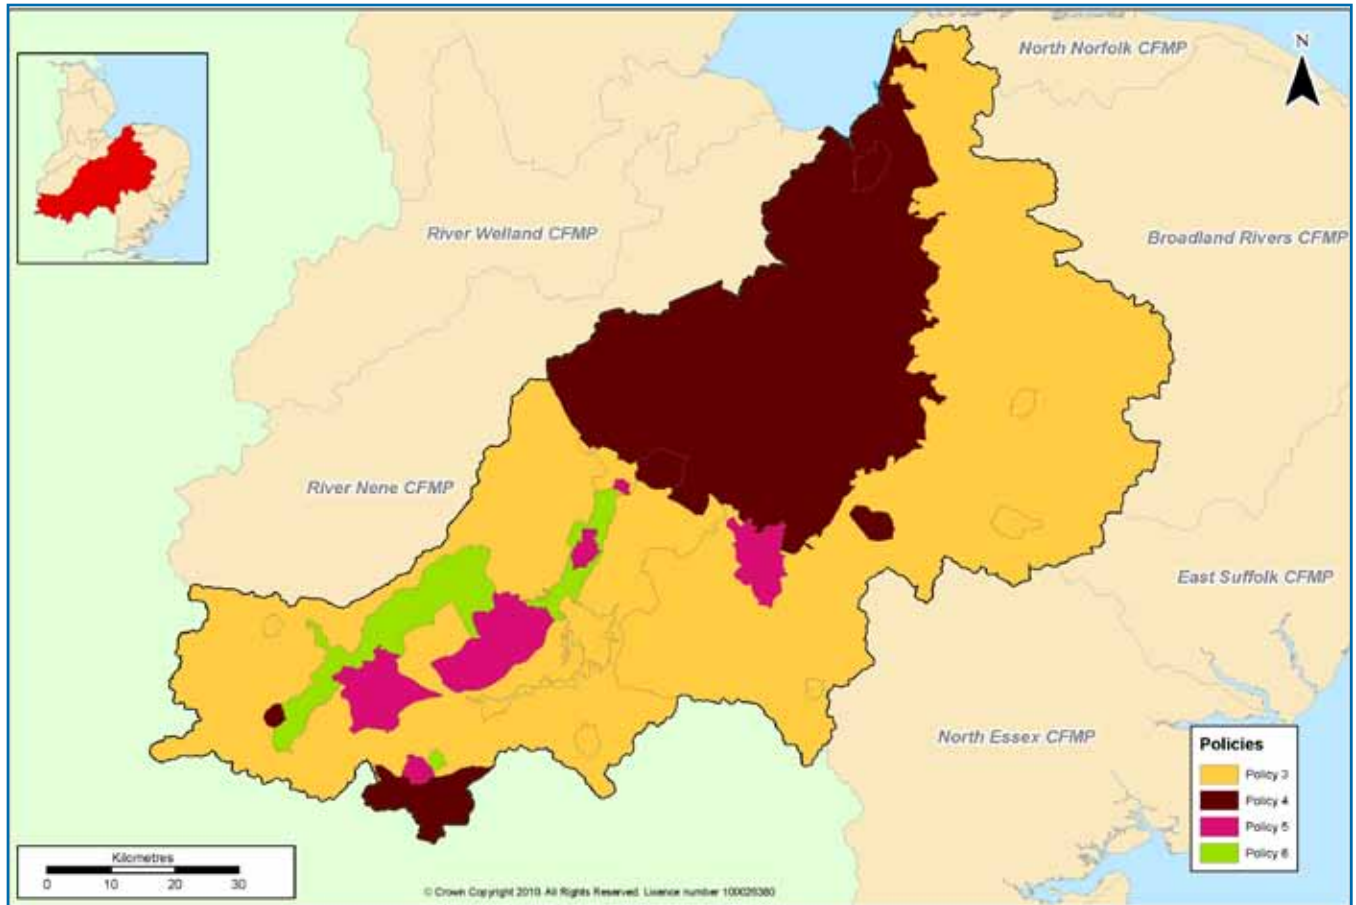 North Norfolk CFMP
N
River Welland CFMP
Broadland Rivers CFMP
River Nene CFMP
East Suffolk CFMP
North Essex CFMP
Policies
Policy 3
Policy 4
Policy 5
Policy 6
Kilometres
0 10 20 30
© Crown Copyright 2010. All Rights Reserved. Licence number 100026380